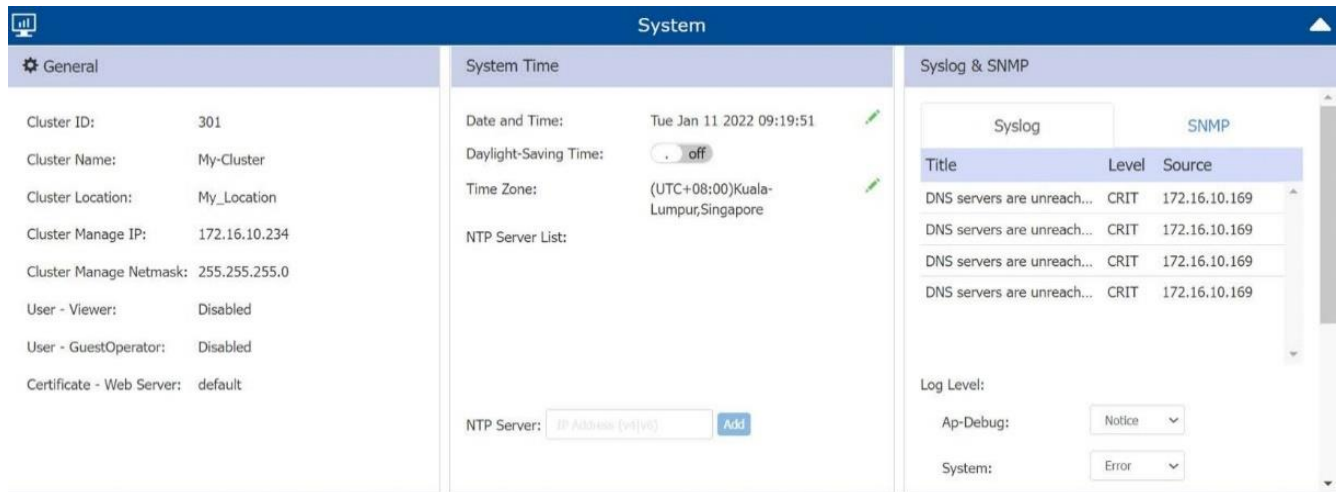 System
General
Cluster ID: 301
Cluster Name: My-Cluster
Cluster Location: My_Location
Cluster Manage IP: 172.16.10.234
Cluster Manage Netmask: 255.255.255.0
User - Viewer: Disabled
User - GuestOperator: Disabled
Certificate - Web Server: default
System Time
Date and Time: Tue Jan 11 2022 09:19:51
Daylight-Saving Time: off
Time Zone: (UTC+08:00)Kuala-
Lumpur,Singapore
NTP Server List:
NTP Server: IP Address (v4|v6) Add
Syslog & SNMP
Syslog SNMP
Title Level Source
DNS servers are unreach... CRIT 172.16.10.169
DNS servers are unreach... CRIT 172.16.10.169
DNS servers are unreach... CRIT 172.16.10.169
DNS servers are unreach... CRIT 172.16.10.169
Log Level:
Ap-Debug: Notice
System: Error